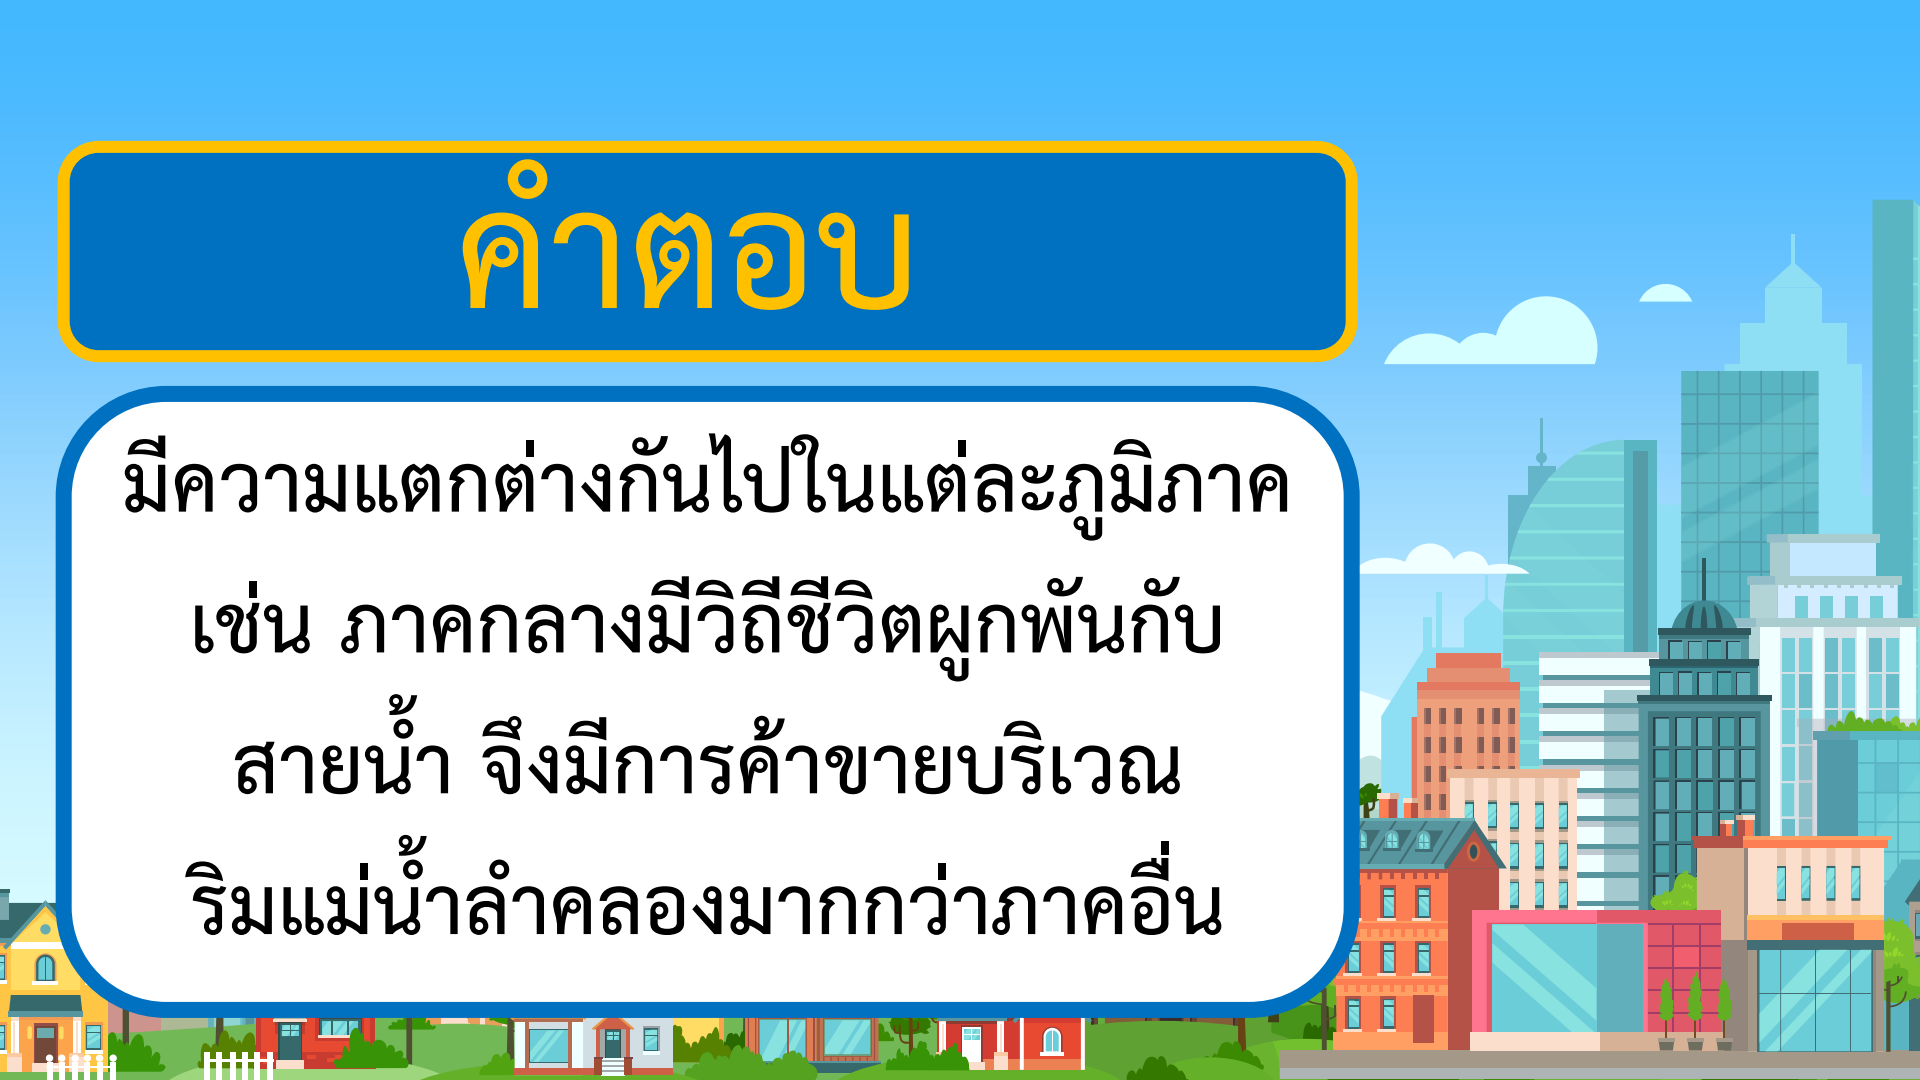 คำตอบ
มีความแตกต่างกันไปในแต่ละภูมิภาค
เช่น ภาคกลางมีวิถีชีวิตผูกพันกับ
สายน้ำ จึงมีการค้าขายบริเวณ
ริมแม่น้ำลำคลองมากกว่าภาคอื่น